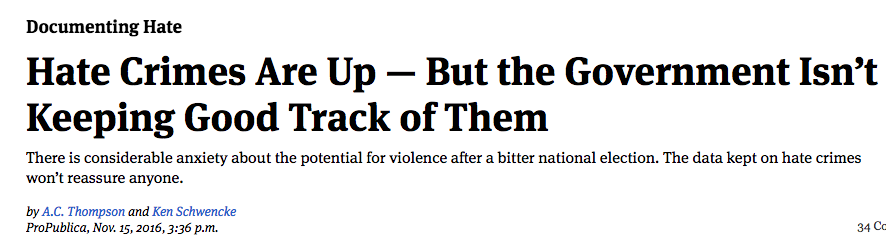 Documenting Hate
Hate Crimes Are Up — But the Government Isn’t
Keeping Good Track of Them
There is considerable anxiety about the potential for violence after a bitter national election. The data kept on hate crimes
won’t reassure anyone.
by A.C. Thompson and Ken Schwencke
ProPublica, Nov. 15, 2016, 3:36 p.m.
34 Co